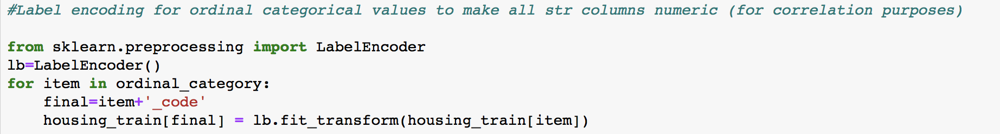 #Label encoding for ordinal categorical values to make all str columns numeric (for correlation purposes)
from sklearn.preprocessing import LabelEncoder
lb=LabelEncoder()
for item in ordinal_category:
    final=item+'_code'
    housing_train[final] = lb.fit_transform(housing_train[item])